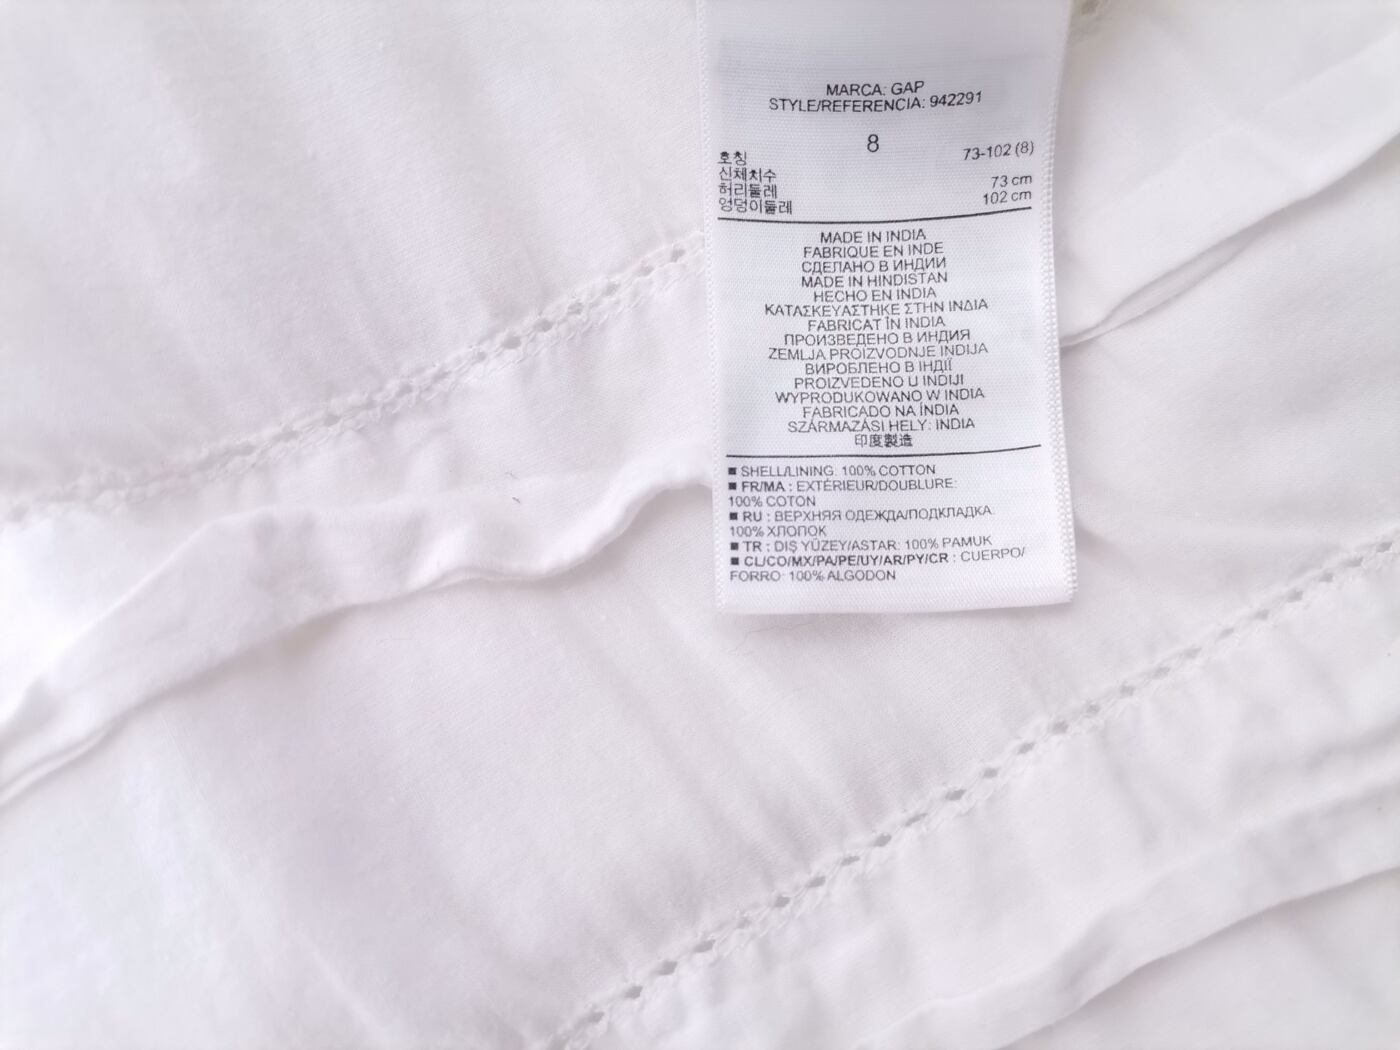 MARCA: GAP
STYLE/REFERENCIA: 942291
8
호칭 73-102 (8)
신체치수
허리둘레 73 cm
엉덩이둘레 102 cm
MADE IN INDIA
FABRIQUE EN INDE
СДЕЛАНО В ИНДИИ
MADE IN HINDISTAN
HECHO EN INDIA
ΚΑΤΑΣΚΕΥΑΣΤΗΚΕ ΣΤΗΝ ΙΝΔΙΑ
FABRICAT ÎN INDIA
ПРОИЗВЕДЕНО В ИНДИЯ
ZEMLJA PROIZVODNJE INDIJA
ВИРОБЛЕНО В ІНДІЇ
PROIZVEDENO U INDIJI
WYPRODUKOWANO W INDIA
FABRICADO NA ÍNDIA
SZÁRMAZÁSI HELY: INDIA
印度製造
■ SHELL/LINING: 100% COTTON
■ FR/MA : EXTÉRIEUR/DOUBLURE:
100% COTON
■ RU : ВЕРХНЯЯ ОДЕЖДА/ПОДКЛАДКА:
100% ХЛОПОК
■ TR : DIŞ YÜZEY/ASTAR: 100% PAMUK
■ CL/CO/MX/PA/PE/UY/AR/PY/CR : CUERPO/
FORRO: 100% ALGODON